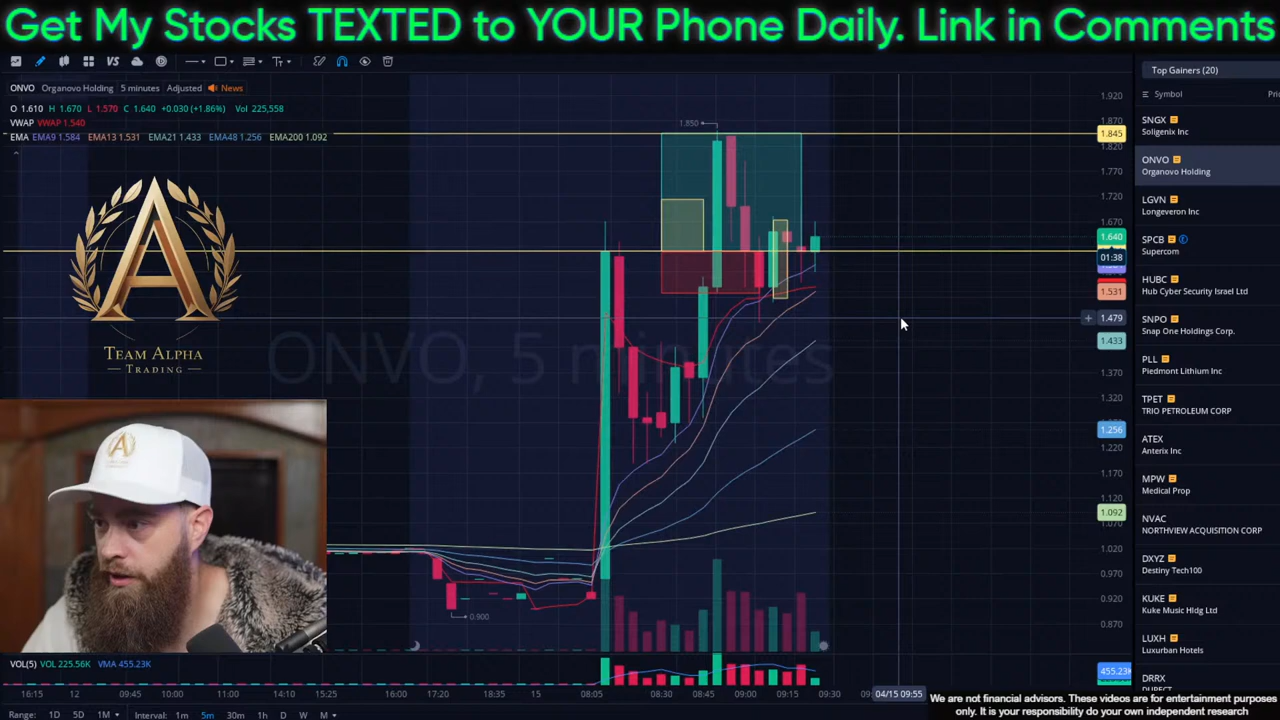 Get My Stocks TEXTED to YOUR Phone Daily. Link in Comments
VS
T
Top Gainers (20)
ONVO Organovo Holding 5 minutes Adjusted News
Symbol
O 1.610 H 1.670 L 1.570 C 1.640 +0.030 (+1.86%) Vol 225,558
VWAP VWAP 1.540
EMA EMA9 1.584 EMA13 1.531 EMA21 1.433 EMA48 1.256 EMA200 1.092
1.850
0.900
ONVO, 5 minutes
A
TEAM ALPHA
TRADING
1.920
1.870
1.845
1.820
1.770
1.720
1.670
1.640
01:38
1.531
1.479
1.433
1.370
1.320
1.256
1.220
1.170
1.120
1.092
1.070
1.020
0.970
0.920
0.870
SNGX
Soligenix Inc
ONVO
Organovo Holding
LGVN
Longeveron Inc
SPCB
Supercom
HUBC
Hub Cyber Security Israel Ltd
SNPO
Snap One Holdings Corp.
PLL
Piedmont Lithium Inc
TPET
TRIO PETROLEUM CORP
ATEX
Anterix Inc
MPW
Medical Prop
NVAC
NORTHVIEW ACQUISITION CORP
DXYZ
Destiny Tech100
KUKE
Kuke Music Hldg Ltd
LUXH
Luxurban Hotels
DRRX
VOL(5) VOL 225.56K VMA 455.23K
455.23
16:15 12 09:45 10:00 11:00 14:10 15:25 16:00 17:20 18:35 15 08:05 08:30 08:45 09:00 09:15 09:30 04/15 09:55
Range: 1D 5D 1M Interval: 1m 5m 30m 1h D W M
We are not financial advisors. These videos are for entertainment purposes
only. It is your responsibility do your own independent research